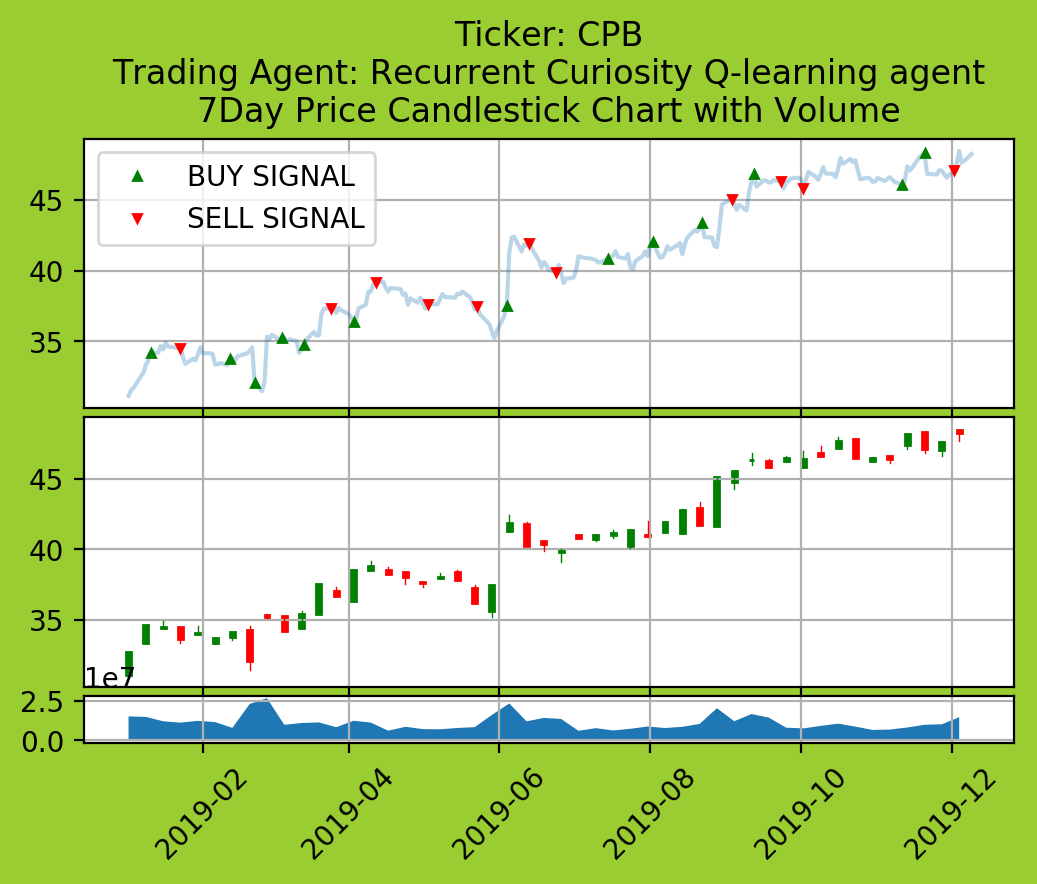 Ticker: CPB
Trading Agent: Recurrent Curiosity Q-learning agent
7Day Price Candlestick Chart with Volume
BUY SIGNAL
SELL SIGNAL
45
40
35
45
40
35
1e7
2.5
0.0
2019-02
2019-04
2019-06
2019-08
2019-10
2019-12